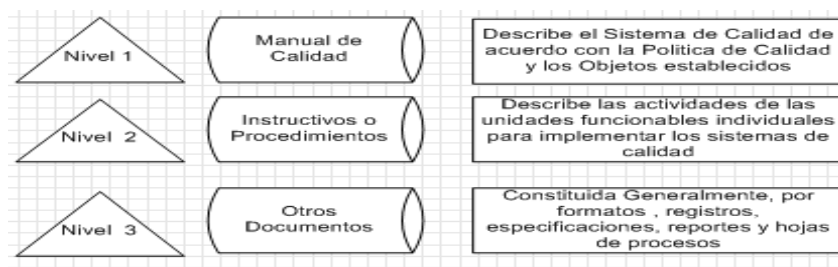 Nivel 1
Manual de
Calidad
Describe el Sistema de Calidad de
acuerdo con la Politica de Calidad
y los Objetos establecidos
Nivel 2
Instructivos o
Procedimientos
Describe las actividades de las
unidades funcionables individuales
para implementar los sistemas de
calidad
Nivel 3
Otros
Documentos
Constituida Generalmente, por
formatos , registros,
especificaciones, reportes y hojas
de procesos